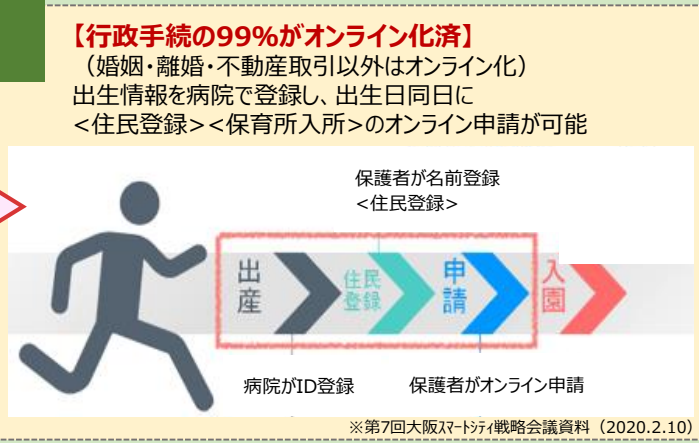 【行政手続の99％がオンライン化済】
（婚姻・離婚・不動産取引以外はオンライン化）
出生情報を病院で登録し、出生日同日に
<住民登録><保育所入所>のオンライン申請が可能
保護者が名前登録
<住民登録>
出産
住民登録
申請
入園
病院がID登録
保護者がオンライン申請
※第7回大阪ｽﾏｰﾄｼﾃｨ戦略会議資料（2020.2.10）